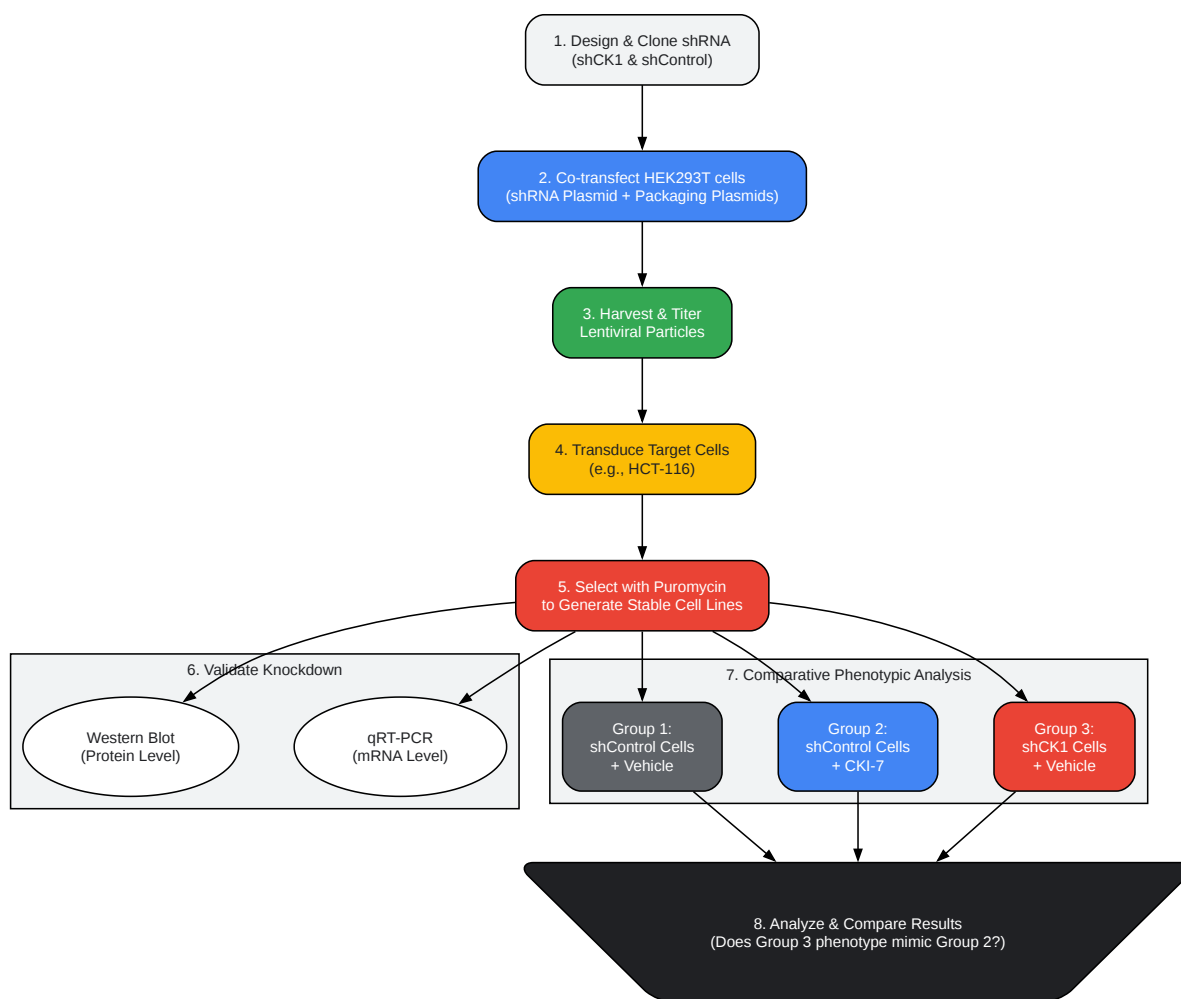 1. Design & Clone shRNA
(shCK1 & shControl)
2. Co-transfect HEK293T cells
(shRNA Plasmid + Packaging Plasmids)
3. Harvest & Titer
Lentiviral Particles
4. Transduce Target Cells
(e.g., HCT-116)
5. Select with Puromycin
to Generate Stable Cell Lines
6. Validate Knockdown
Western Blot
(Protein Level)
qRT-PCR
(mRNA Level)
7. Comparative Phenotypic Analysis
Group 1:
shControl Cells
+ Vehicle
Group 2:
shControl Cells
+ CKI-7
Group 3:
shCK1 Cells
+ Vehicle
8. Analyze & Compare Results
(Does Group 3 phenotype mimic Group 2?)